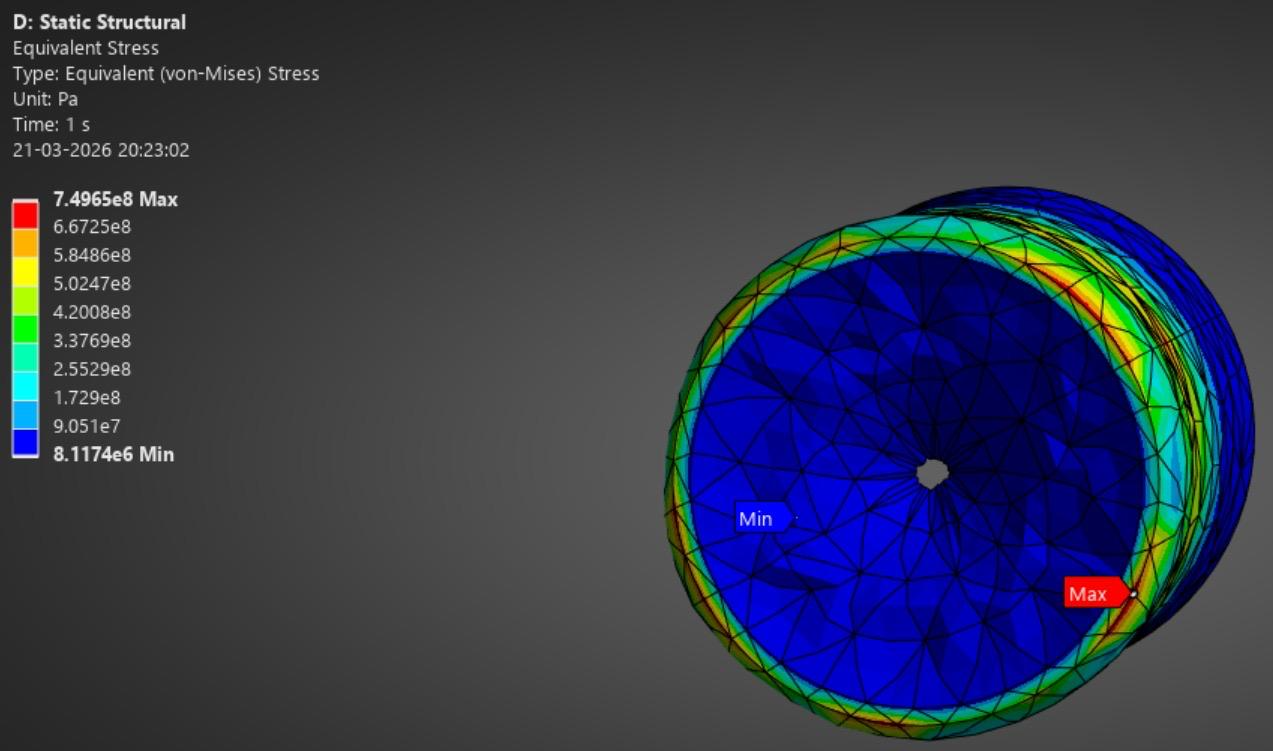 D: Static Structural
Equivalent Stress
Type: Equivalent (von-Mises) Stress
Unit: Pa
Time: 1 s
21-03-2026 20:23:02
7.4965e8 Max
6.6725e8
5.8486e8
5.0247e8
4.2008e8
3.3769e8
2.5529e8
1.729e8
9.051e7
8.1174e6 Min
Min
Max